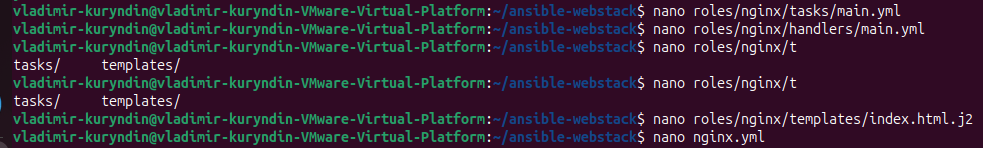 vladimir-kuryndin@vladimir-kuryndin-VMware-Virtual-Platform:~/ansible-webstack$ nano roles/nginx/tasks/main.yml
vladimir-kuryndin@vladimir-kuryndin-VMware-Virtual-Platform:~/ansible-webstack$ nano roles/nginx/handlers/main.yml
vladimir-kuryndin@vladimir-kuryndin-VMware-Virtual-Platform:~/ansible-webstack$ nano roles/nginx/t
tasks/     templates/
vladimir-kuryndin@vladimir-kuryndin-VMware-Virtual-Platform:~/ansible-webstack$ nano roles/nginx/t
tasks/     templates/
vladimir-kuryndin@vladimir-kuryndin-VMware-Virtual-Platform:~/ansible-webstack$ nano roles/nginx/templates/index.html.j2
vladimir-kuryndin@vladimir-kuryndin-VMware-Virtual-Platform:~/ansible-webstack$ nano nginx.yml